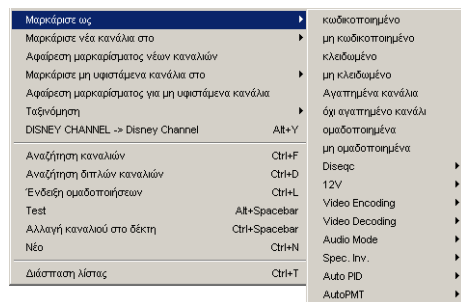 Μαρκάρισε ως
Μαρκάρισε νέα κανάλια στο
Αφαίρεση μαρκαρίσματος νέων καναλιών
Μαρκάρισε μη υφιστάμενα κανάλια στο
Αφαίρεση μαρκαρίσματος για μη υφιστάμενα κανάλια
Ταξινόμηση
DISNEY CHANNEL -> Disney Channel Alt+Y
Αναζήτηση καναλιών Ctrl+F
Αναζήτηση διπλών καναλιών Ctrl+D
Ένδειξη ομαδοποιήσεων Ctrl+L
Test Alt+Spacebar
Αλλαγή καναλιού στο δέκτη Ctrl+Spacebar
Νέο Ctrl+N
Διάσπαση λίστας Ctrl+T
κωδικοποιημένο
μη κωδικοποιημένο
κλειδωμένο
μη κλειδωμένο
Αγαπημένα κανάλια
όχι αγαπημένο κανάλι
ομαδοποιημένα
μη ομαδοποιημένα
Diseqc
12V
Video Encoding
Video Decoding
Audio Mode
Spec. Inv.
Auto PID
AutoPMT